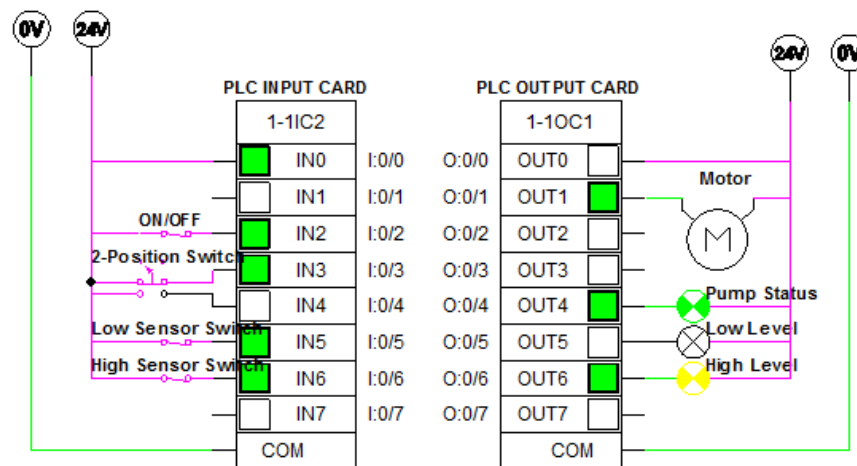 0V 24V
24V 0V
PLC INPUT CARD PLC OUTPUT CARD
1-1IC2 1-1OC1
IN0 I:0/0 O:0/0 OUT0
Motor
IN1 I:0/1 O:0/1 OUT1
ON/OFF
IN2 I:0/2 O:0/2 OUT2
M
2-Position Switch
IN3 I:0/3 O:0/3 OUT3
Pump Status
IN4 I:0/4 O:0/4 OUT4
Low Sensor Switch Low Level
IN5 I:0/5 O:0/5 OUT5
High Sensor Switch High Level
IN6 I:0/6 O:0/6 OUT6
IN7 I:0/7 O:0/7 OUT7
COM COM